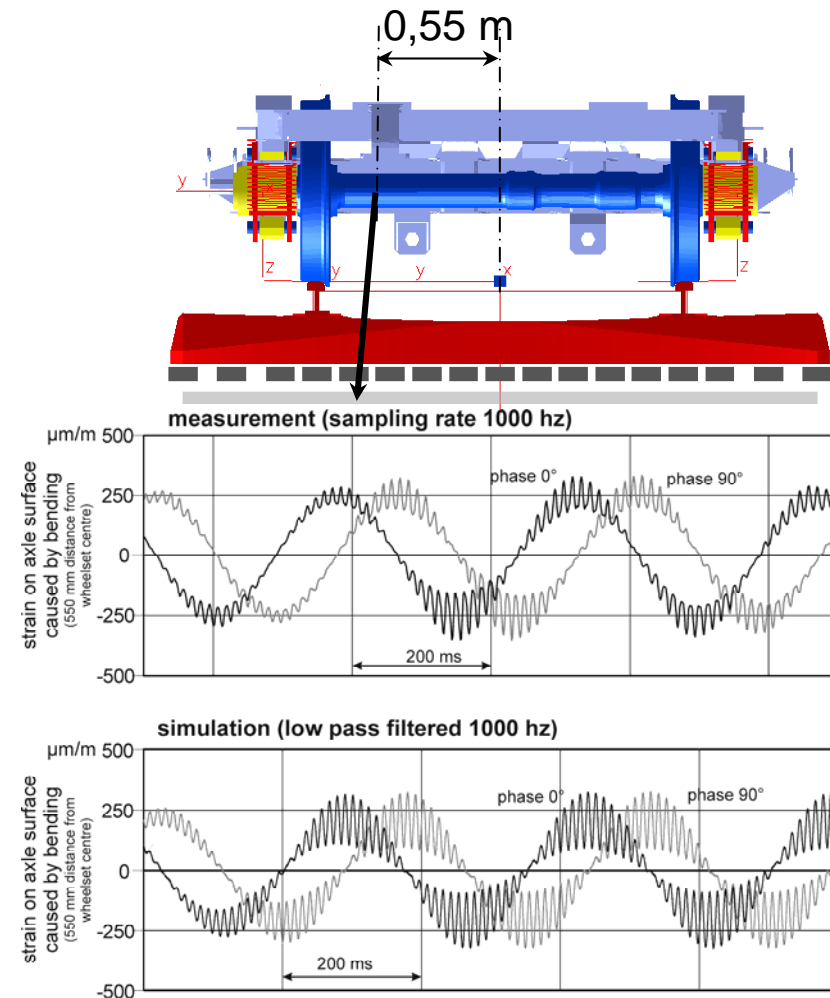 0,55 m
y
x
z
y
y
x
z
measurement (sampling rate 1000 hz)
µm/m 500
250
0
-250
-500
strain on axle surface
caused by bending
(550 mm distance from
wheelset centre)
phase 0°
phase 90°
200 ms
simulation (low pass filtered 1000 hz)
µm/m 500
250
0
-250
-500
strain on axle surface
caused by bending
(550 mm distance from
wheelset centre)
phase 0°
phase 90°
200 ms